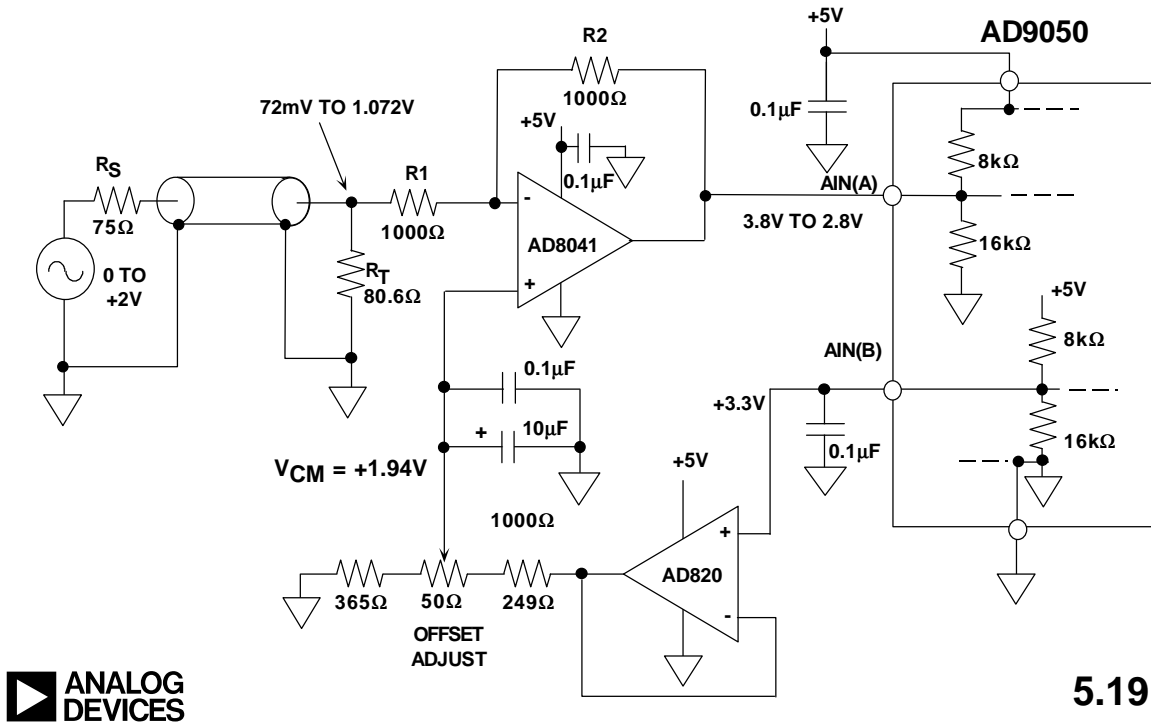 +5V
AD9050
R2
1000Ω
72mV TO 1.072V
0.1μF
+5V
8kΩ
RS
R1
0.1μF
AIN(A)
75Ω
1000Ω
-
AD8041
3.8V TO 2.8V
16kΩ
0 TO
+2V
RT
80.6Ω
+
+5V
AIN(B)
8kΩ
0.1μF
+3.3V
+
10μF
0.1μF
16kΩ
VCM = +1.94V
+5V
1000Ω
+
AD820
-
365Ω
50Ω
249Ω
OFFSET
ADJUST
ANALOG
DEVICES
5.19